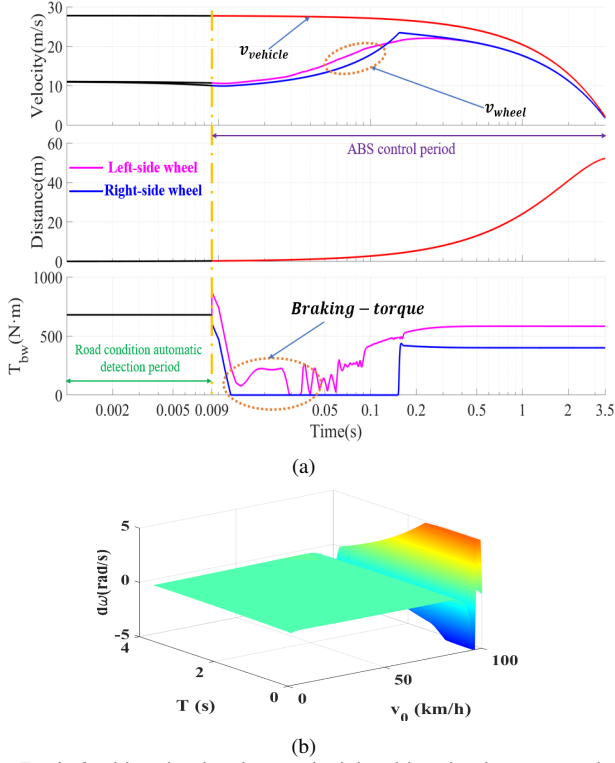 30
20
10
0
Velocity(m/s)
v_vehicle
v_wheel
ABS control period
60
40
20
0
Distance(m)
Left-side wheel
Right-side wheel
1000
500
0
T_bw(N·m)
Braking − torque
Road condition automatic
detection period
0.002 0.005 0.009 0.05 0.1 0.2 0.5 1 2 3.5
Time(s)
(a)
5
0
-5
dω(rad/s)
4
2
0
T (s)
0
50
100
v_0 (km/h)
(b)